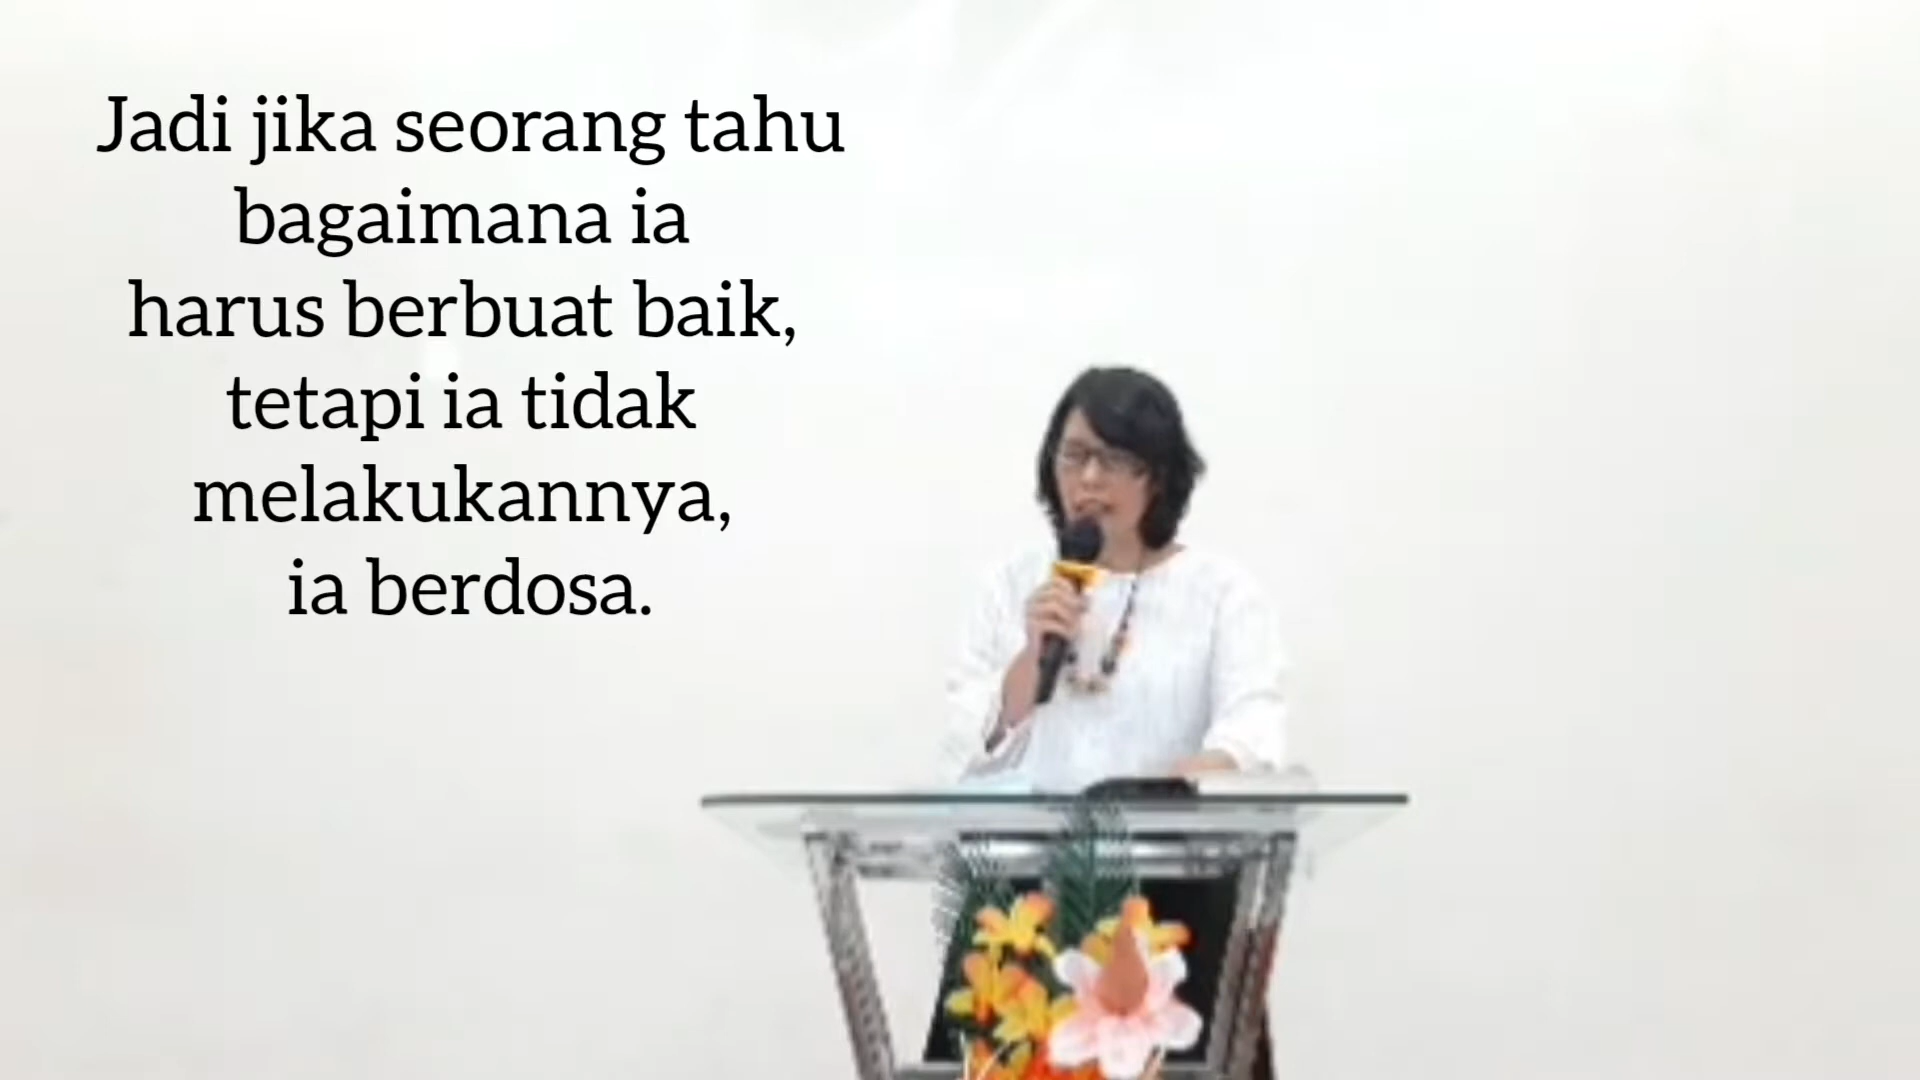 Jadi jika seorang tahu
bagaimana ia
harus berbuat baik,
tetapi ia tidak
melakukannya,
ia berdosa.